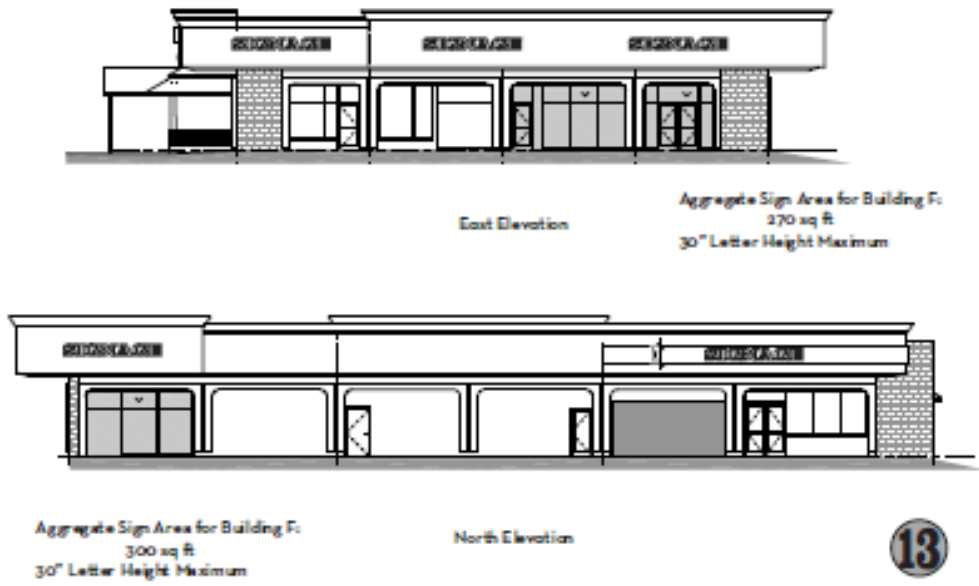 SIGNAGE SIGNAGE SIGNAGE
East Elevation
Aggregate Sign Area for Building F:
270 sq ft
30" Letter Height Maximum
SIGNAGE SIGNAGE
Aggregate Sign Area for Building F:
300 sq ft
30" Letter Height Maximum
North Elevation
13